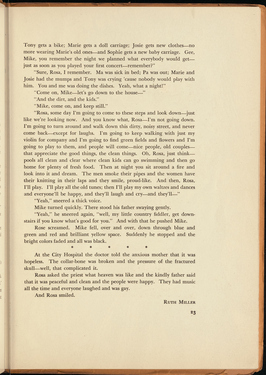 Tony gets a bike; Marie gets a doll carriage; Josie gets new clothes—no
more wearing Marie's old ones—and Sophie gets a new baby carriage. Gee,
Mike, you remember the night we planned what everybody would get—
just as soon as you played your first concert—remember?"
"Sure, Rosa, I remember. Ma was sick in bed; Pa was out; Marie and
Josie had the mumps and Tony was crying 'cause nobody would play with
him. You and me was doing the dishes. Yeah, what a night!"
"Come on, Mike—let's go down to the house—"
"And the dirt, and the kids."
"Mike, come on, and keep still."
"Rosa, some day I'm going to come to these steps and look down—just
like we're looking now. And you know what, Rosa—I'm not going down.
I'm going to turn around and walk down this dirty, noisy street, and never
come back—except for laughs. I'm going to keep walking with just my
violin for company and I'm going to find green fields and flowers and I'm
going to play to them, and people will come—nice people, old couples—
that appreciate the good things, the clean things. Oh, Rosa, just think—
pools all clean and clear where clean kids can go swimming and then go
home for plenty of fresh food. Then at night you sit around a fire and
look into it and dream. The men smoke their pipes and the women have
their knitting in their laps and they smile, proud-like. And then, Rosa,
I'll play. I'll play all the old tunes; then I'll play my own waltzes and dances
and everyone'll be happy, and they'll laugh and cry—and they'll—"
"Yeah," sneered a thick voice.
Mike turned quickly. There stood his father swaying gently.
"Yeah," he sneered again, "well, my little country fiddler, get down
stairs if you know what's good for you." And with that he pushed Mike.
Rose screamed. Mike fell, over and over, down through blue and
green and red and brilliant yellow space. Suddenly he stopped and the
bright colors faded and all was black.
* * * * *
At the City Hospital the doctor told the anxious mother that it was
hopeless. The collar-bone was broken and the pressure of the fractured
skull—well, that complicated it.
Rosa asked the priest what heaven was like and the kindly father said
that it was peaceful and clean and the people were happy. They had music
all the time and everyone laughed and was gay.
And Rosa smiled.
RUTH MILLER
23